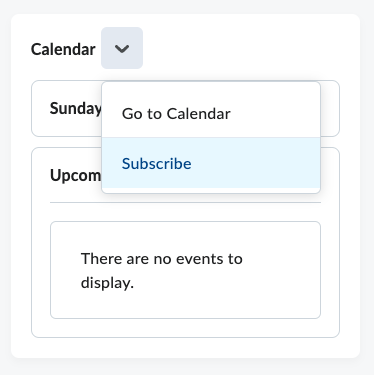 Calendar
Sunday
Go to Calendar
Subscribe
Upcom
There are no events to
display.